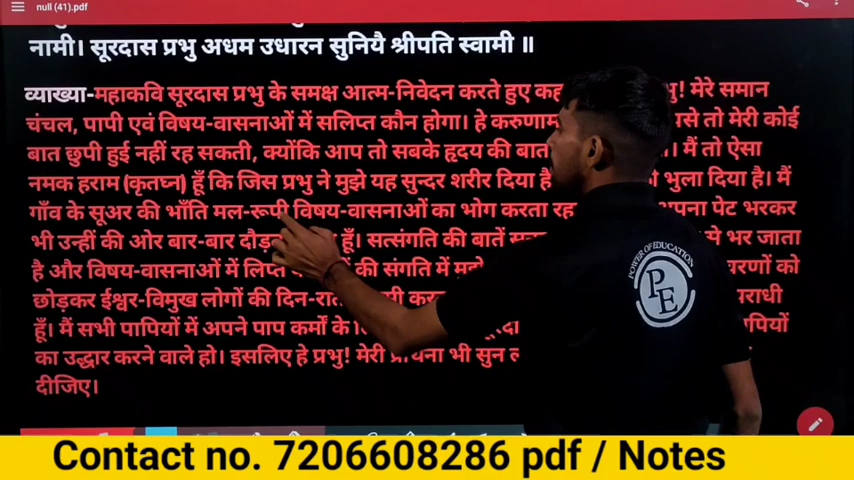 null (41).pdf
नामी। सूरदास प्रभु अधम उधारन सुनियै श्रीपति स्वामी ॥
व्याख्या-महाकवि सूरदास प्रभु के समक्ष आत्म-निवेदन करते हुए कह प्रभु! मेरे समान
चंचल, पापी एवं विषय-वासनाओं में सलिप्त कौन होगा। हे करुणाम से तो मेरी कोई
बात छुपी हुई नहीं रह सकती, क्योंकि आप तो सबके हृदय की बात । मैं तो ऐसा
नमक हराम (कृतघ्न) हूँ कि जिस प्रभु ने मुझे यह सुन्दर शरीर दिया है भुला दिया है। मैं
गाँव के सूअर की भाँति मल-रूपी विषय-वासनाओं का भोग करता रह अपना पेट भरकर
भी उन्हीं की ओर बार-बार दौड़ हूँ। सत्संगति की बातें से भर जाता
है और विषय-वासनाओं में लिप्त की संगति में चरणों को
छोड़कर ईश्वर-विमुख लोगों की दिन-रात
हूँ। मैं सभी पापियों में अपने पाप कर्मों के
का उद्धार करने वाले हो। इसलिए हे प्रभु! मेरी प्रार्थना भी सुन
दीजिए।
POWER OF EDUCATION
PE
Contact no. 7206608286 pdf / Notes